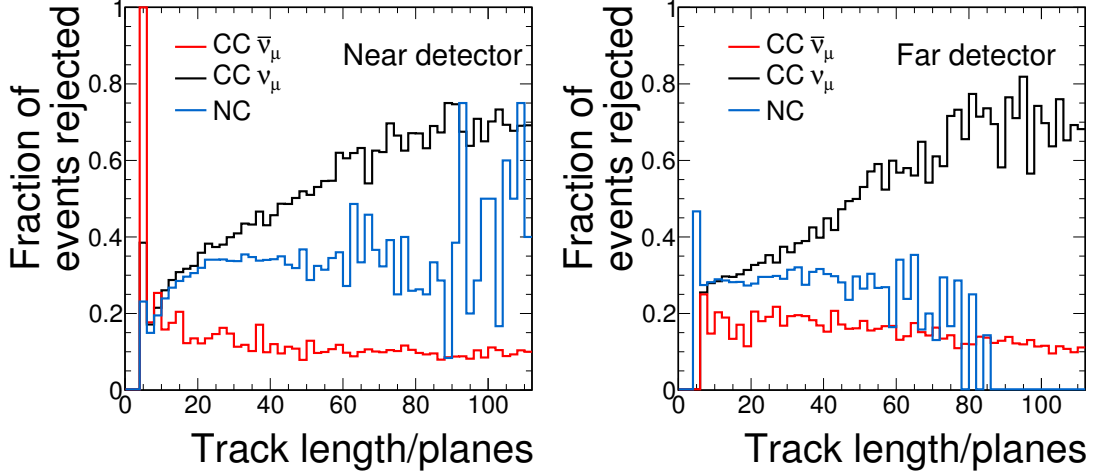 Fraction of
events rejected
1
0.8
0.6
0.4
0.2
0
CC ν̅μ
CC νμ
NC
Near detector
0 20 40 60 80 100
Track length/planes
Fraction of
events rejected
1
0.8
0.6
0.4
0.2
0
CC ν̅μ
CC νμ
NC
Far detector
0 20 40 60 80 100
Track length/planes